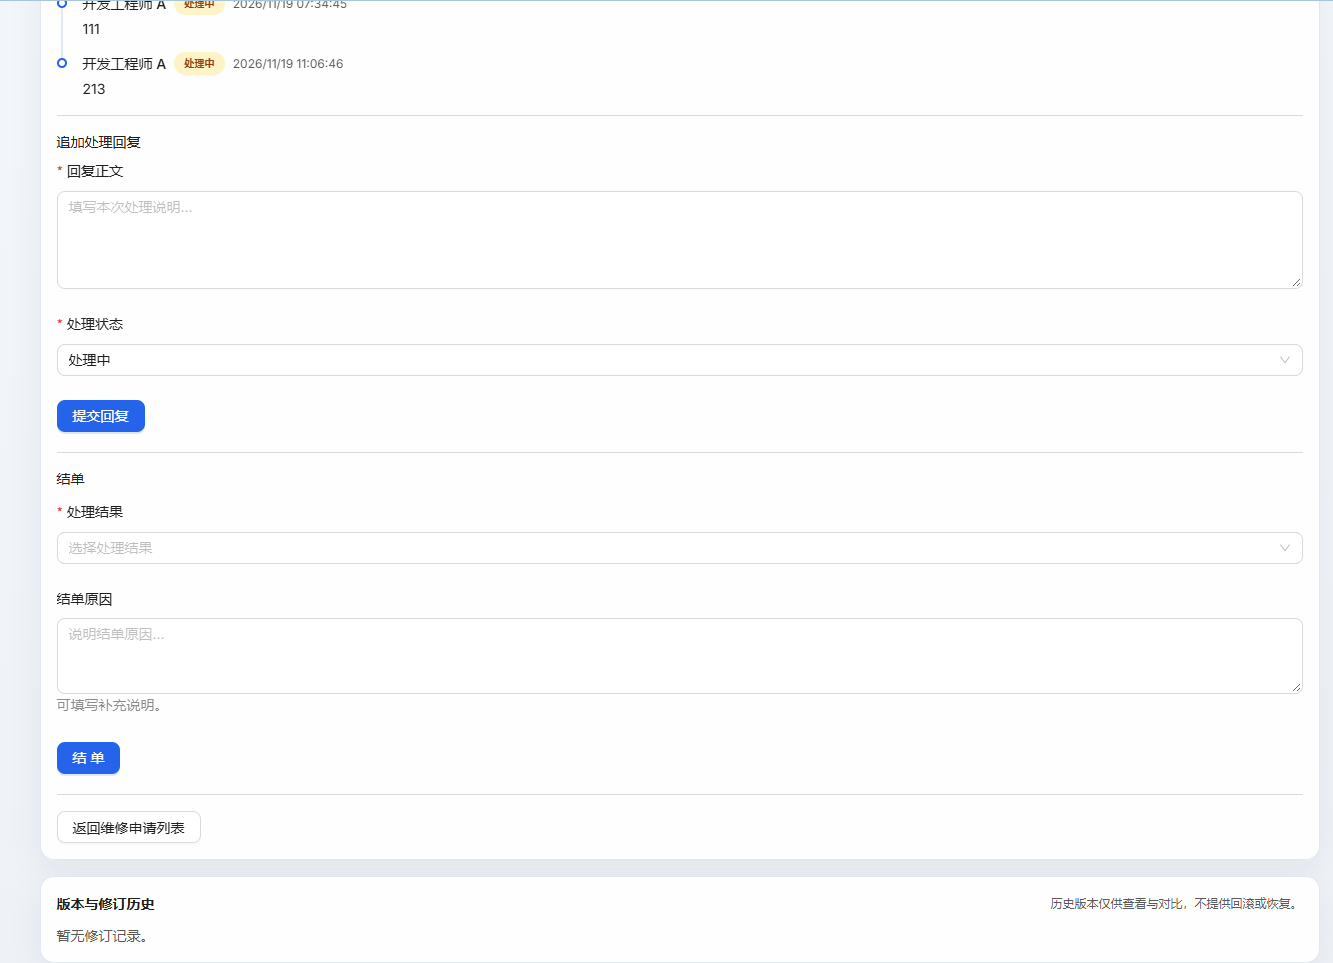 开发工程师 A 处理中 2026/11/19 07:34:45
111
开发工程师 A 处理中 2026/11/19 11:06:46
213
追加处理回复
* 回复正文
填写本次处理说明...
* 处理状态
处理中
提交回复
结单
* 处理结果
选择处理结果
结单原因
说明结单原因...
可填写补充说明。
结 单
返回维修申请列表
版本与修订历史 历史版本仅供查看与对比，不提供回滚或恢复。
暂无修订记录。